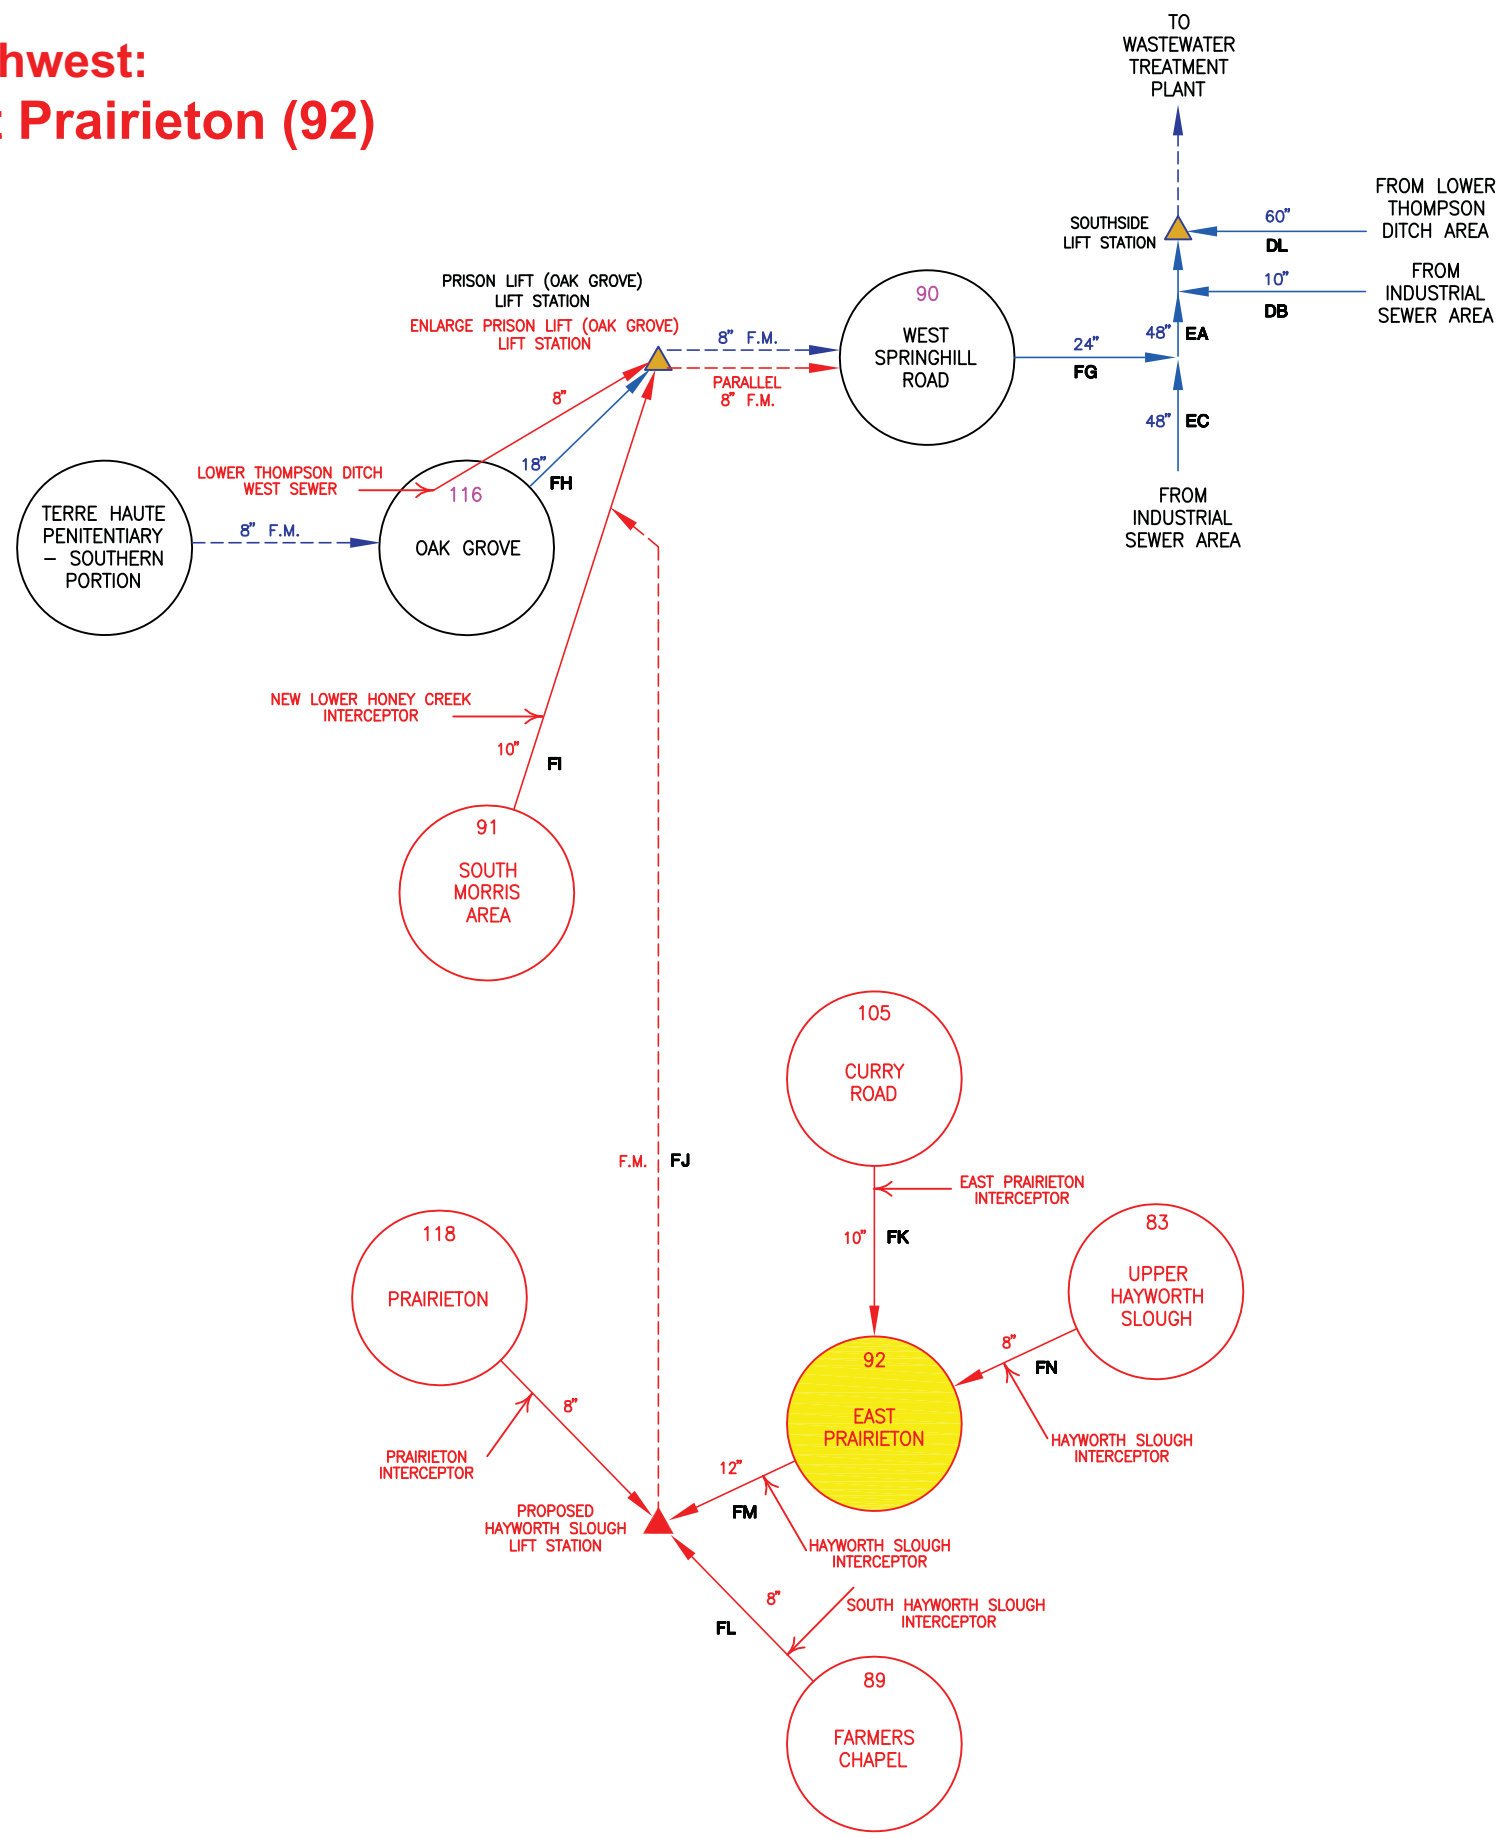 hwest:
Prairieton (92)
TO
WASTEWATER
TREATMENT
PLANT
FROM LOWER
THOMPSON
DITCH AREA
60"
DL
SOUTHSIDE
LIFT STATION
FROM
INDUSTRIAL
SEWER AREA
10"
DB
48" EA
PRISON LIFT (OAK GROVE)
LIFT STATION
ENLARGE PRISON LIFT (OAK GROVE)
LIFT STATION
8" F.M.
PARALLEL
8" F.M.
90
WEST
SPRINGHILL
ROAD
24"
FG
48" EC
FROM
INDUSTRIAL
SEWER AREA
8"
18"
FH
LOWER THOMPSON DITCH
WEST SEWER
116
OAK GROVE
TERRE HAUTE
PENITENTIARY
– SOUTHERN
PORTION
8" F.M.
NEW LOWER HONEY CREEK
INTERCEPTOR
10"
FI
91
SOUTH
MORRIS
AREA
105
CURRY
ROAD
F.M. FJ
EAST PRAIRIETON
INTERCEPTOR
10" FK
118
PRAIRIETON
83
UPPER
HAYWORTH
SLOUGH
8"
FN
92
EAST
PRAIRIETON
HAYWORTH SLOUGH
INTERCEPTOR
8"
PRAIRIETON
INTERCEPTOR
12"
FM
PROPOSED
HAYWORTH SLOUGH
LIFT STATION
HAYWORTH SLOUGH
INTERCEPTOR
8"
FL
SOUTH HAYWORTH SLOUGH
INTERCEPTOR
89
FARMERS
CHAPEL